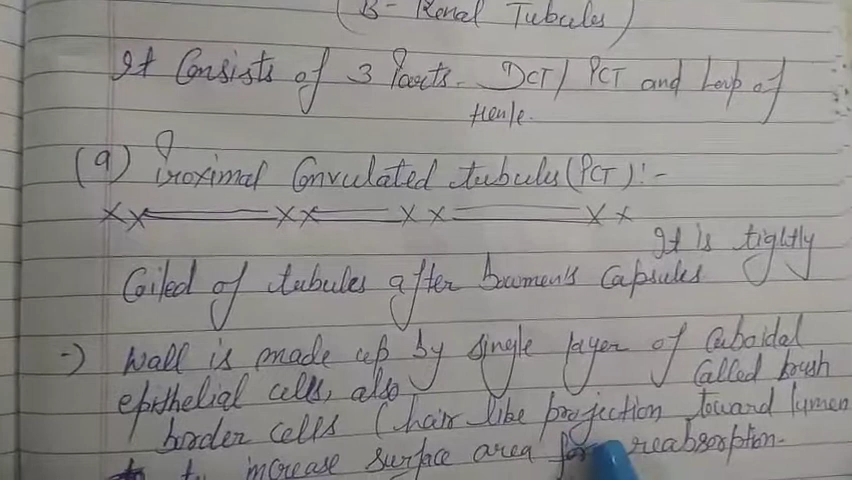 (B- Renal Tubules)
It Consists of 3 Parts- DCT/ PCT and Loop of
Henle.
(a) Proximal Convulated tubules (PCT):-
It is tightly
Coiled of tubules after bowmen's Capsules
-) Wall is made up by single layer of Cuboidal
epithelial cells, also Called brush
border cells (hair like projection toward lumen
to increase surface area for reabsorption-